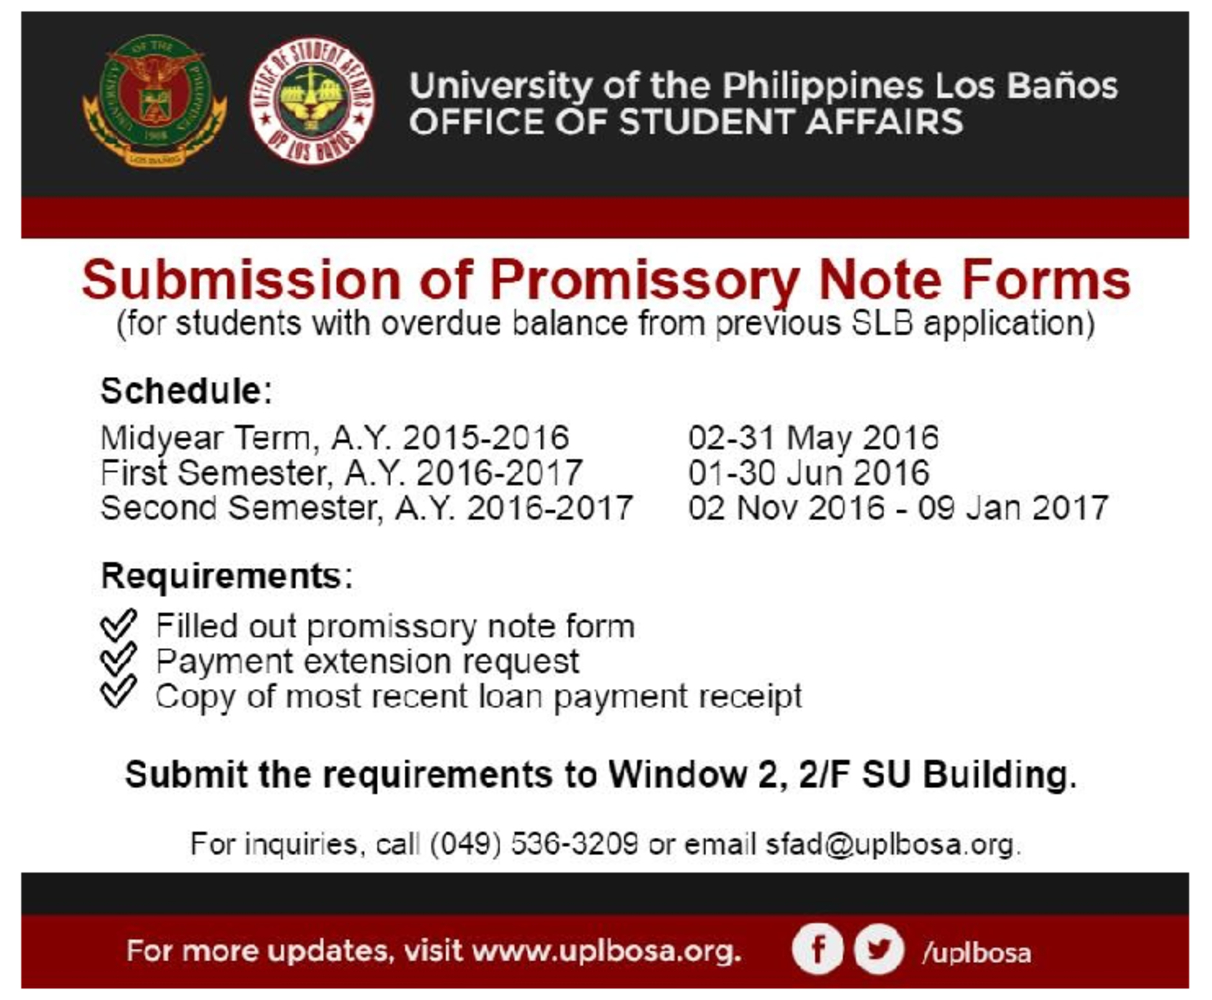 OF THE
UNIVERSITY
PHILIPPINES
1908
LOS BAÑOS
OFFICE OF STUDENT AFFAIRS
UP LOS BAÑOS
University of the Philippines Los Baños
OFFICE OF STUDENT AFFAIRS
Submission of Promissory Note Forms
(for students with overdue balance from previous SLB application)
Schedule:
Midyear Term, A.Y. 2015-2016 02-31 May 2016
First Semester, A.Y. 2016-2017 01-30 Jun 2016
Second Semester, A.Y. 2016-2017 02 Nov 2016 - 09 Jan 2017
Requirements:
Filled out promissory note form
Payment extension request
Copy of most recent loan payment receipt
Submit the requirements to Window 2, 2/F SU Building.
For inquiries, call (049) 536-3209 or email sfad@uplbosa.org.
For more updates, visit www.uplbosa.org. f /uplbosa